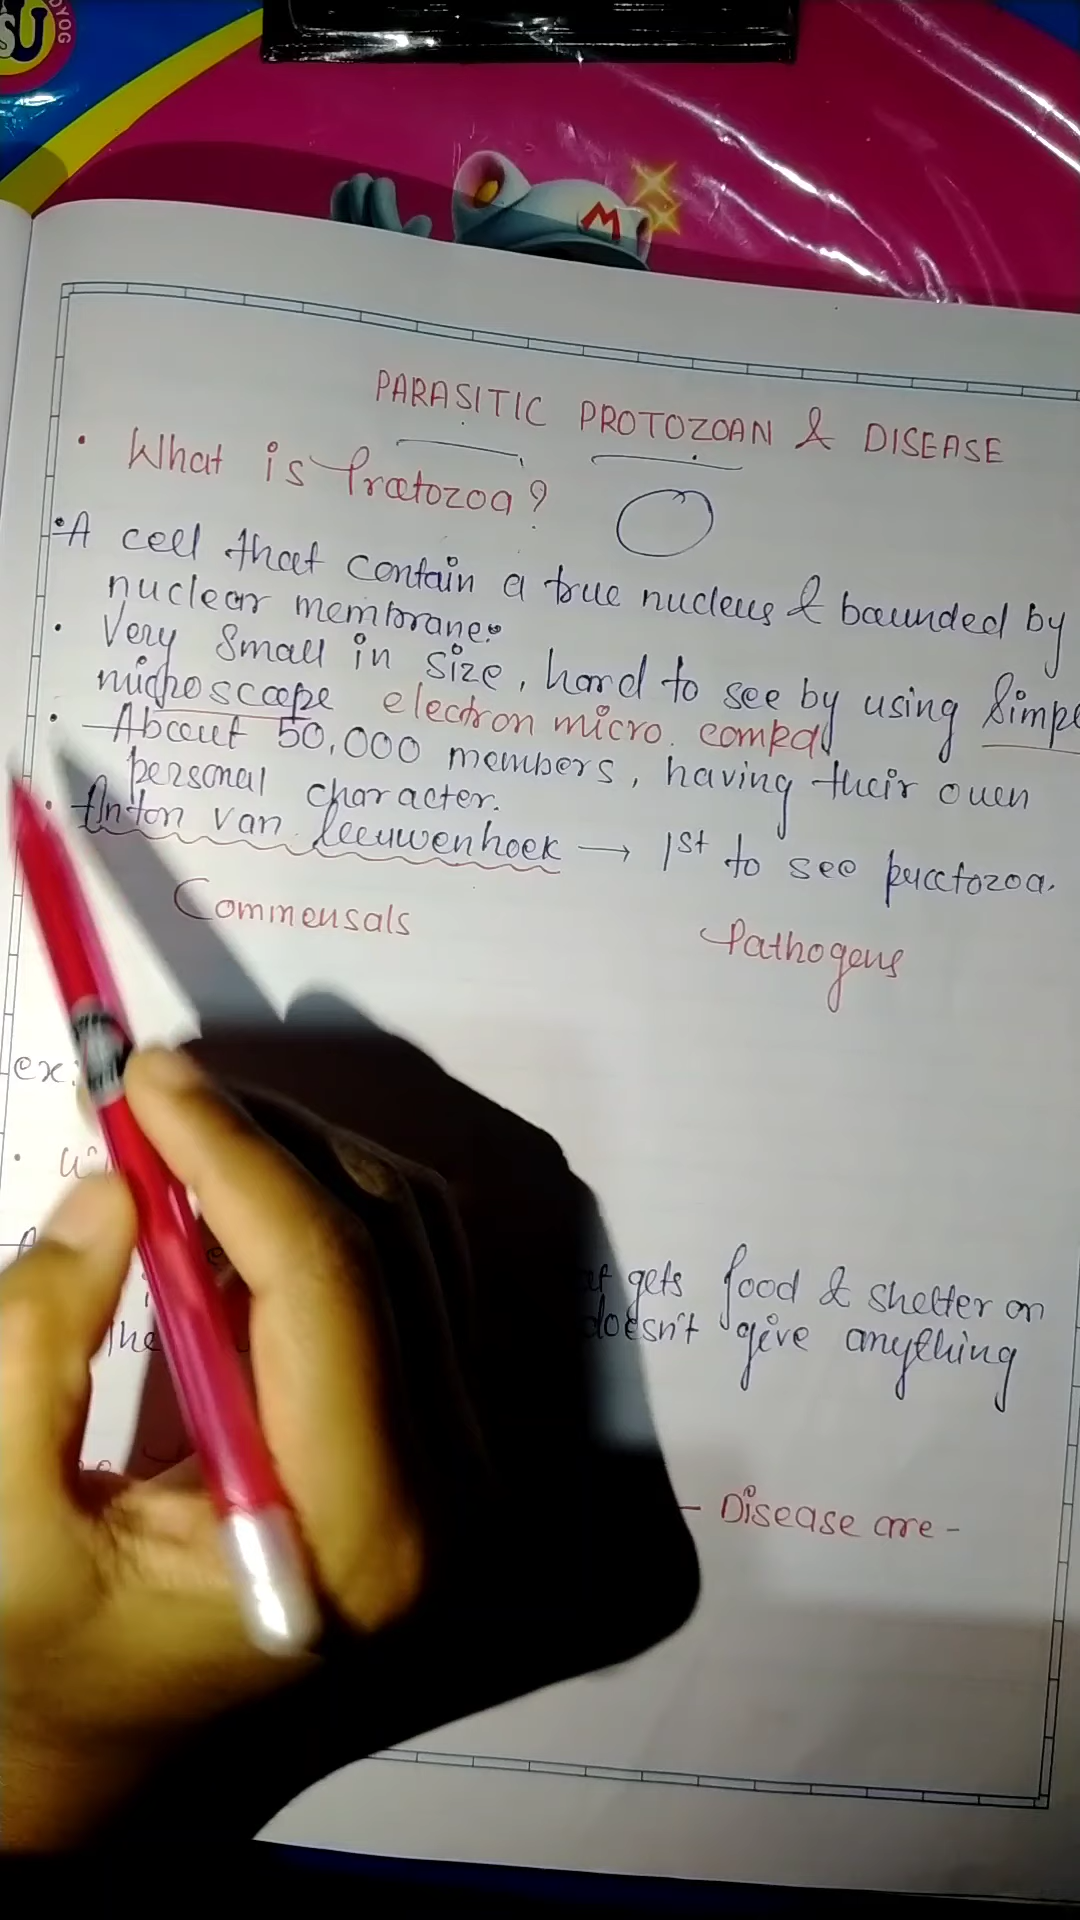 SU
YOG
M
PARASITIC PROTOZOAN & DISEASE
• What is Protozoa?
• A cell that contain a true nucleus & bounded by
nuclear membrane.
• Very small in size, hard to see by using Simple
microscope electron micro. compd
• About 50,000 members, having their own
personal character.
• Anton van leeuwenhoek → 1st to see protozoa.
Commensals
Pathogens
ex:
gets food & shelter on
The
doesn't give anything
- Disease are -